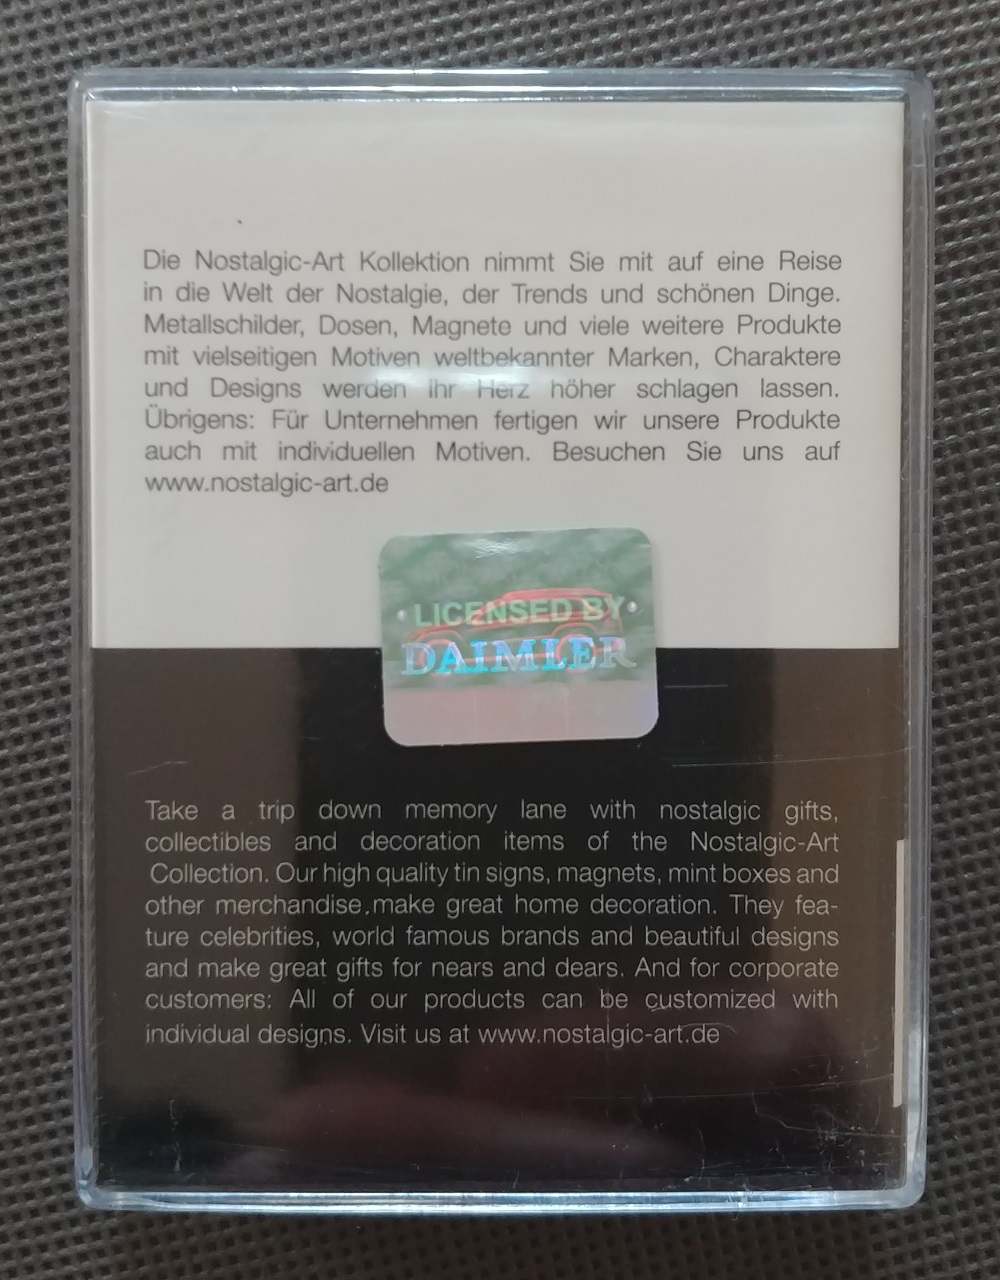 Die Nostalgic-Art Kollektion nimmt Sie mit auf eine Reise
in die Welt der Nostalgie, der Trends und schönen Dinge.
Metallschilder, Dosen, Magnete und viele weitere Produkte
mit vielseitigen Motiven weltbekannter Marken, Charaktere
und Designs werden Ihr Herz höher schlagen lassen.
Übrigens: Für Unternehmen fertigen wir unsere Produkte
auch mit individuellen Motiven. Besuchen Sie uns auf
www.nostalgic-art.de
LICENSED BY
DAIMLER
Take a trip down memory lane with nostalgic gifts,
collectibles and decoration items of the Nostalgic-Art
Collection. Our high quality tin signs, magnets, mint boxes and
other merchandise make great home decoration. They fea-
ture celebrities, world famous brands and beautiful designs
and make great gifts for nears and dears. And for corporate
customers: All of our products can be customized with
individual designs. Visit us at www.nostalgic-art.de